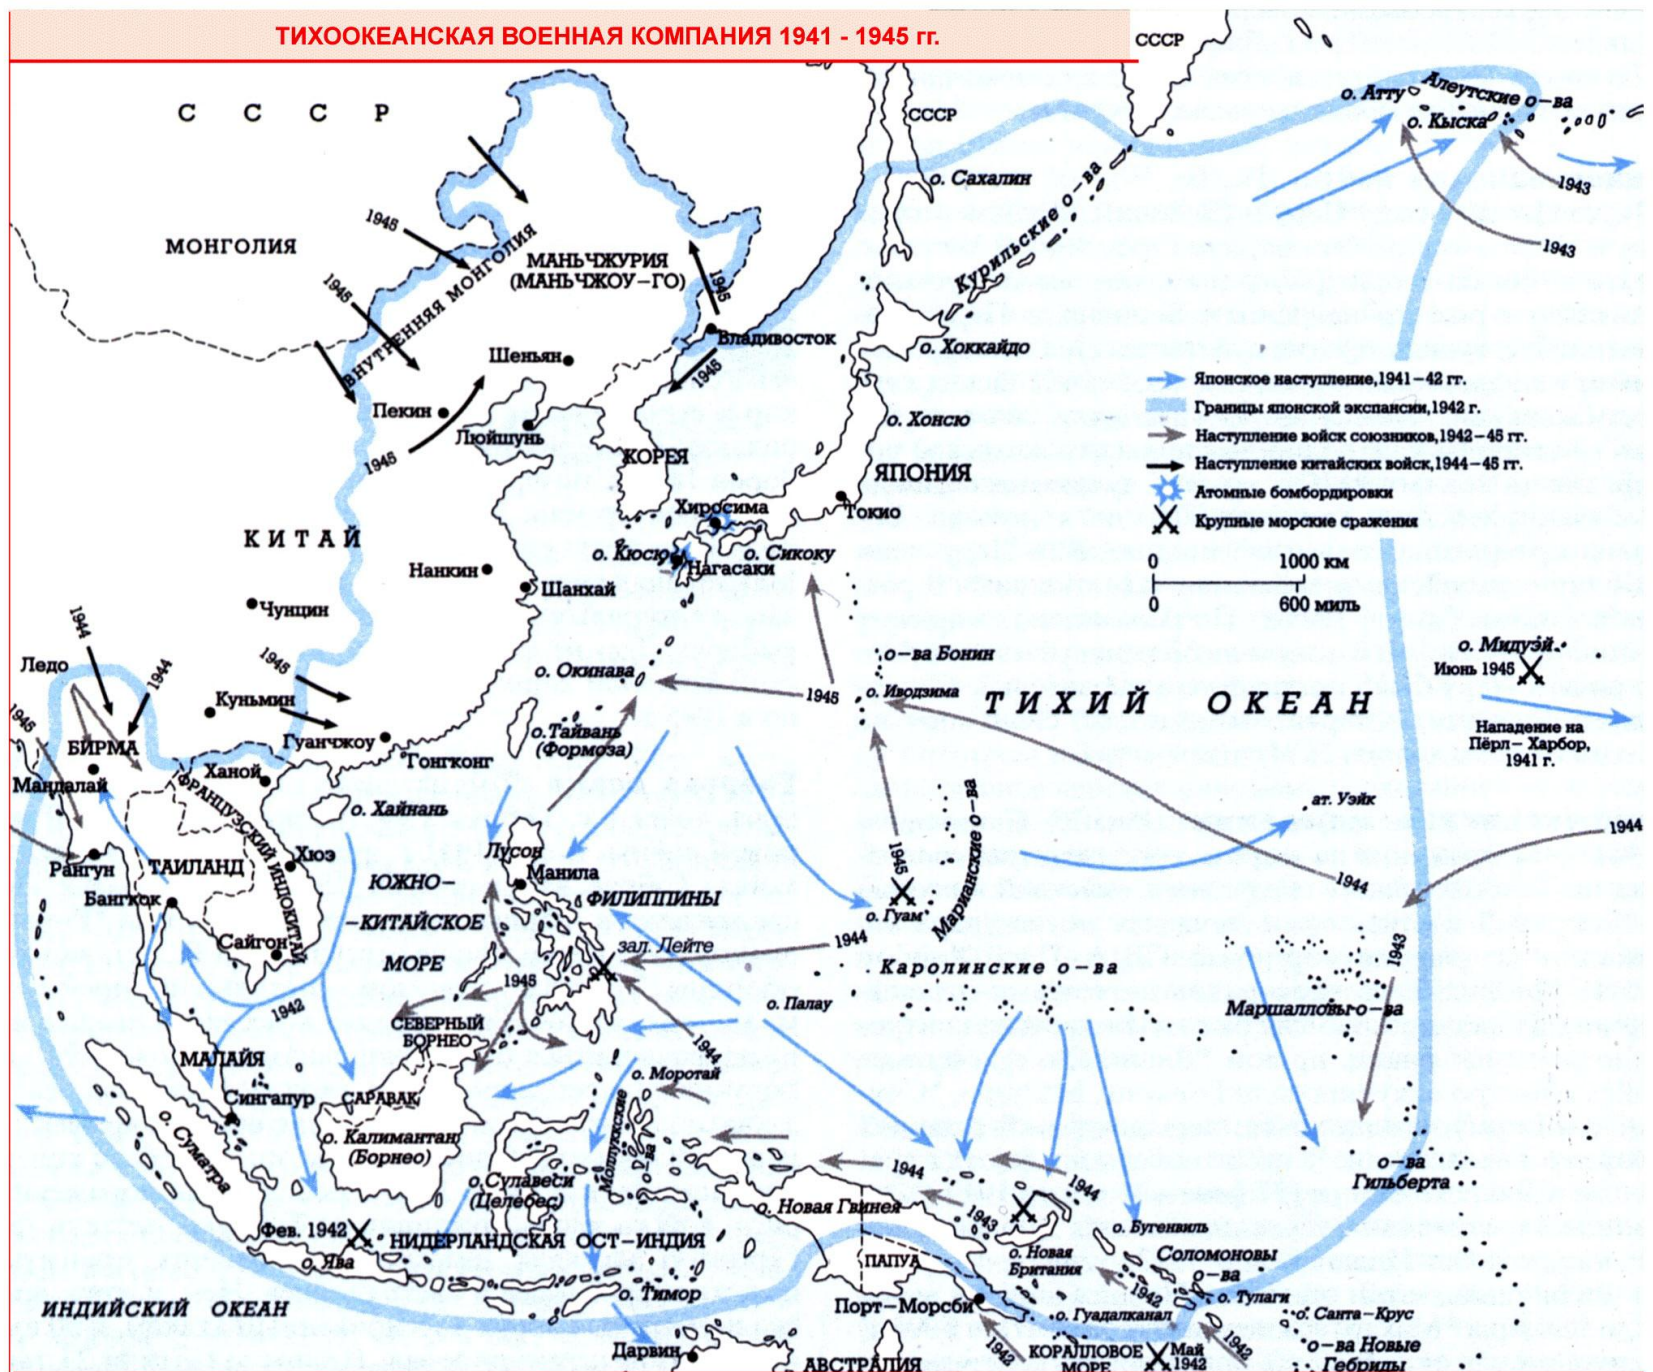 ТИХООКЕАНСКАЯ ВОЕННАЯ КОМПАНИЯ 1941 - 1945 гг.
СССР
С С С Р
СССР
о. Атту
Алеутские о-ва
о. Кыска
1943
1943
о. Сахалин
Курильские о-ва
1945
МОНГОЛИЯ
1945
ВНУТРЕННЯЯ МОНГОЛИЯ
МАНЬЧЖУРИЯ
(МАНЬЧЖОУ-ГО)
1945
Владивосток
1945
Шеньян
о. Хоккайдо
Пекин
Люйшунь
1945
КОРЕЯ
о. Хонсю
ЯПОНИЯ
Токио
Хиросима
о. Кюсю
о. Сикоку
Нагасаки
Японское наступление, 1941-42 гг.
Границы японской экспансии, 1942 г.
Наступление войск союзников, 1942-45 гг.
Наступление китайских войск, 1944-45 гг.
Атомные бомбордировки
Крупные морские сражения
0 1000 км
0 600 миль
КИТАЙ
Нанкин
Шанхай
Чунцин
1944
Ледо
1944
1945
Куньмин
1945
БИРМА
Мандалай
Гуанчжоу
Гонгконг
Ханой
о. Хайнань
о. Окинава
о. Тайвань
(Формоза)
1945
о-ва Бонин
о. Иводзима
ТИХИЙ ОКЕАН
о. Мидуэй
Июнь 1945
Нападение на
Пёрл-Харбор,
1941 г.
ат. Уэйк
1944
1944
Рангун
ТАИЛАНД
ФРАНЦУЗСКИЙ ИНДОКИТАЙ
Хюэ
Бангкок
Сайгон
ЮЖНО-
КИТАЙСКОЕ
МОРЕ
Лусон
Манила
ФИЛИППИНЫ
зал. Лейте
1944
1945
о. Гуам
Марианские о-ва
Каролинские о-ва
1943
Маршалловы о-ва
о. Палау
1942
1945
СЕВЕРНЫЙ
БОРНЕО
1944
МАЛАЙЯ
Сингапур
САРАВАК
о. Моротай
о. Калимантан
(Борнео)
о. Суматра
Молуккские о-ва
о. Сулавеси
(Целебес)
1944
1944
о-ва
Гильберта
о. Новая Гвинея
1943
о. Бугенвиль
Фев. 1942
о. Ява
НИДЕРЛАНДСКАЯ ОСТ-ИНДИЯ
ПАПУА
о. Новая
Британия
Соломоновы
о-ва
1942
о. Тулаги
о. Тимор
Порт-Морсби
о. Гуадалканал
о. Санта-Крус
ИНДИЙСКИЙ ОКЕАН
Дарвин
АВСТРАЛИЯ
1942
КОРАЛЛОВОЕ
МОРЕ
Май
1942
1942
о-ва Новые
Гебриды